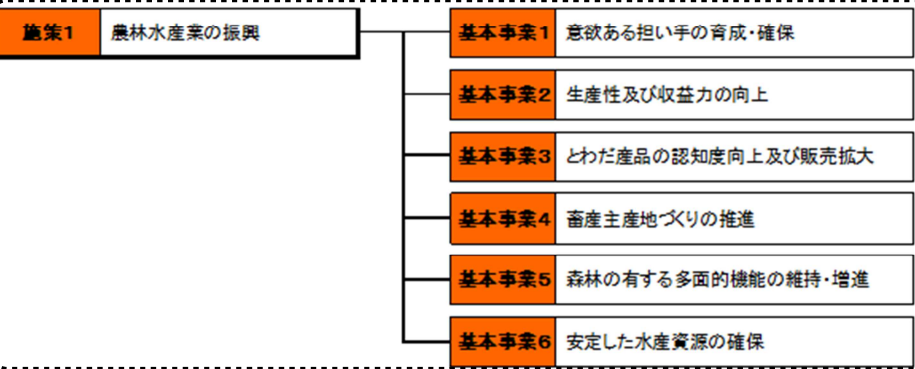 施策1 農林水産業の振興
基本事業1 意欲ある担い手の育成・確保
基本事業2 生産性及び収益力の向上
基本事業3 とわだ産品の認知度向上及び販売拡大
基本事業4 畜産主産地づくりの推進
基本事業5 森林の有する多面的機能の維持・増進
基本事業6 安定した水産資源の確保